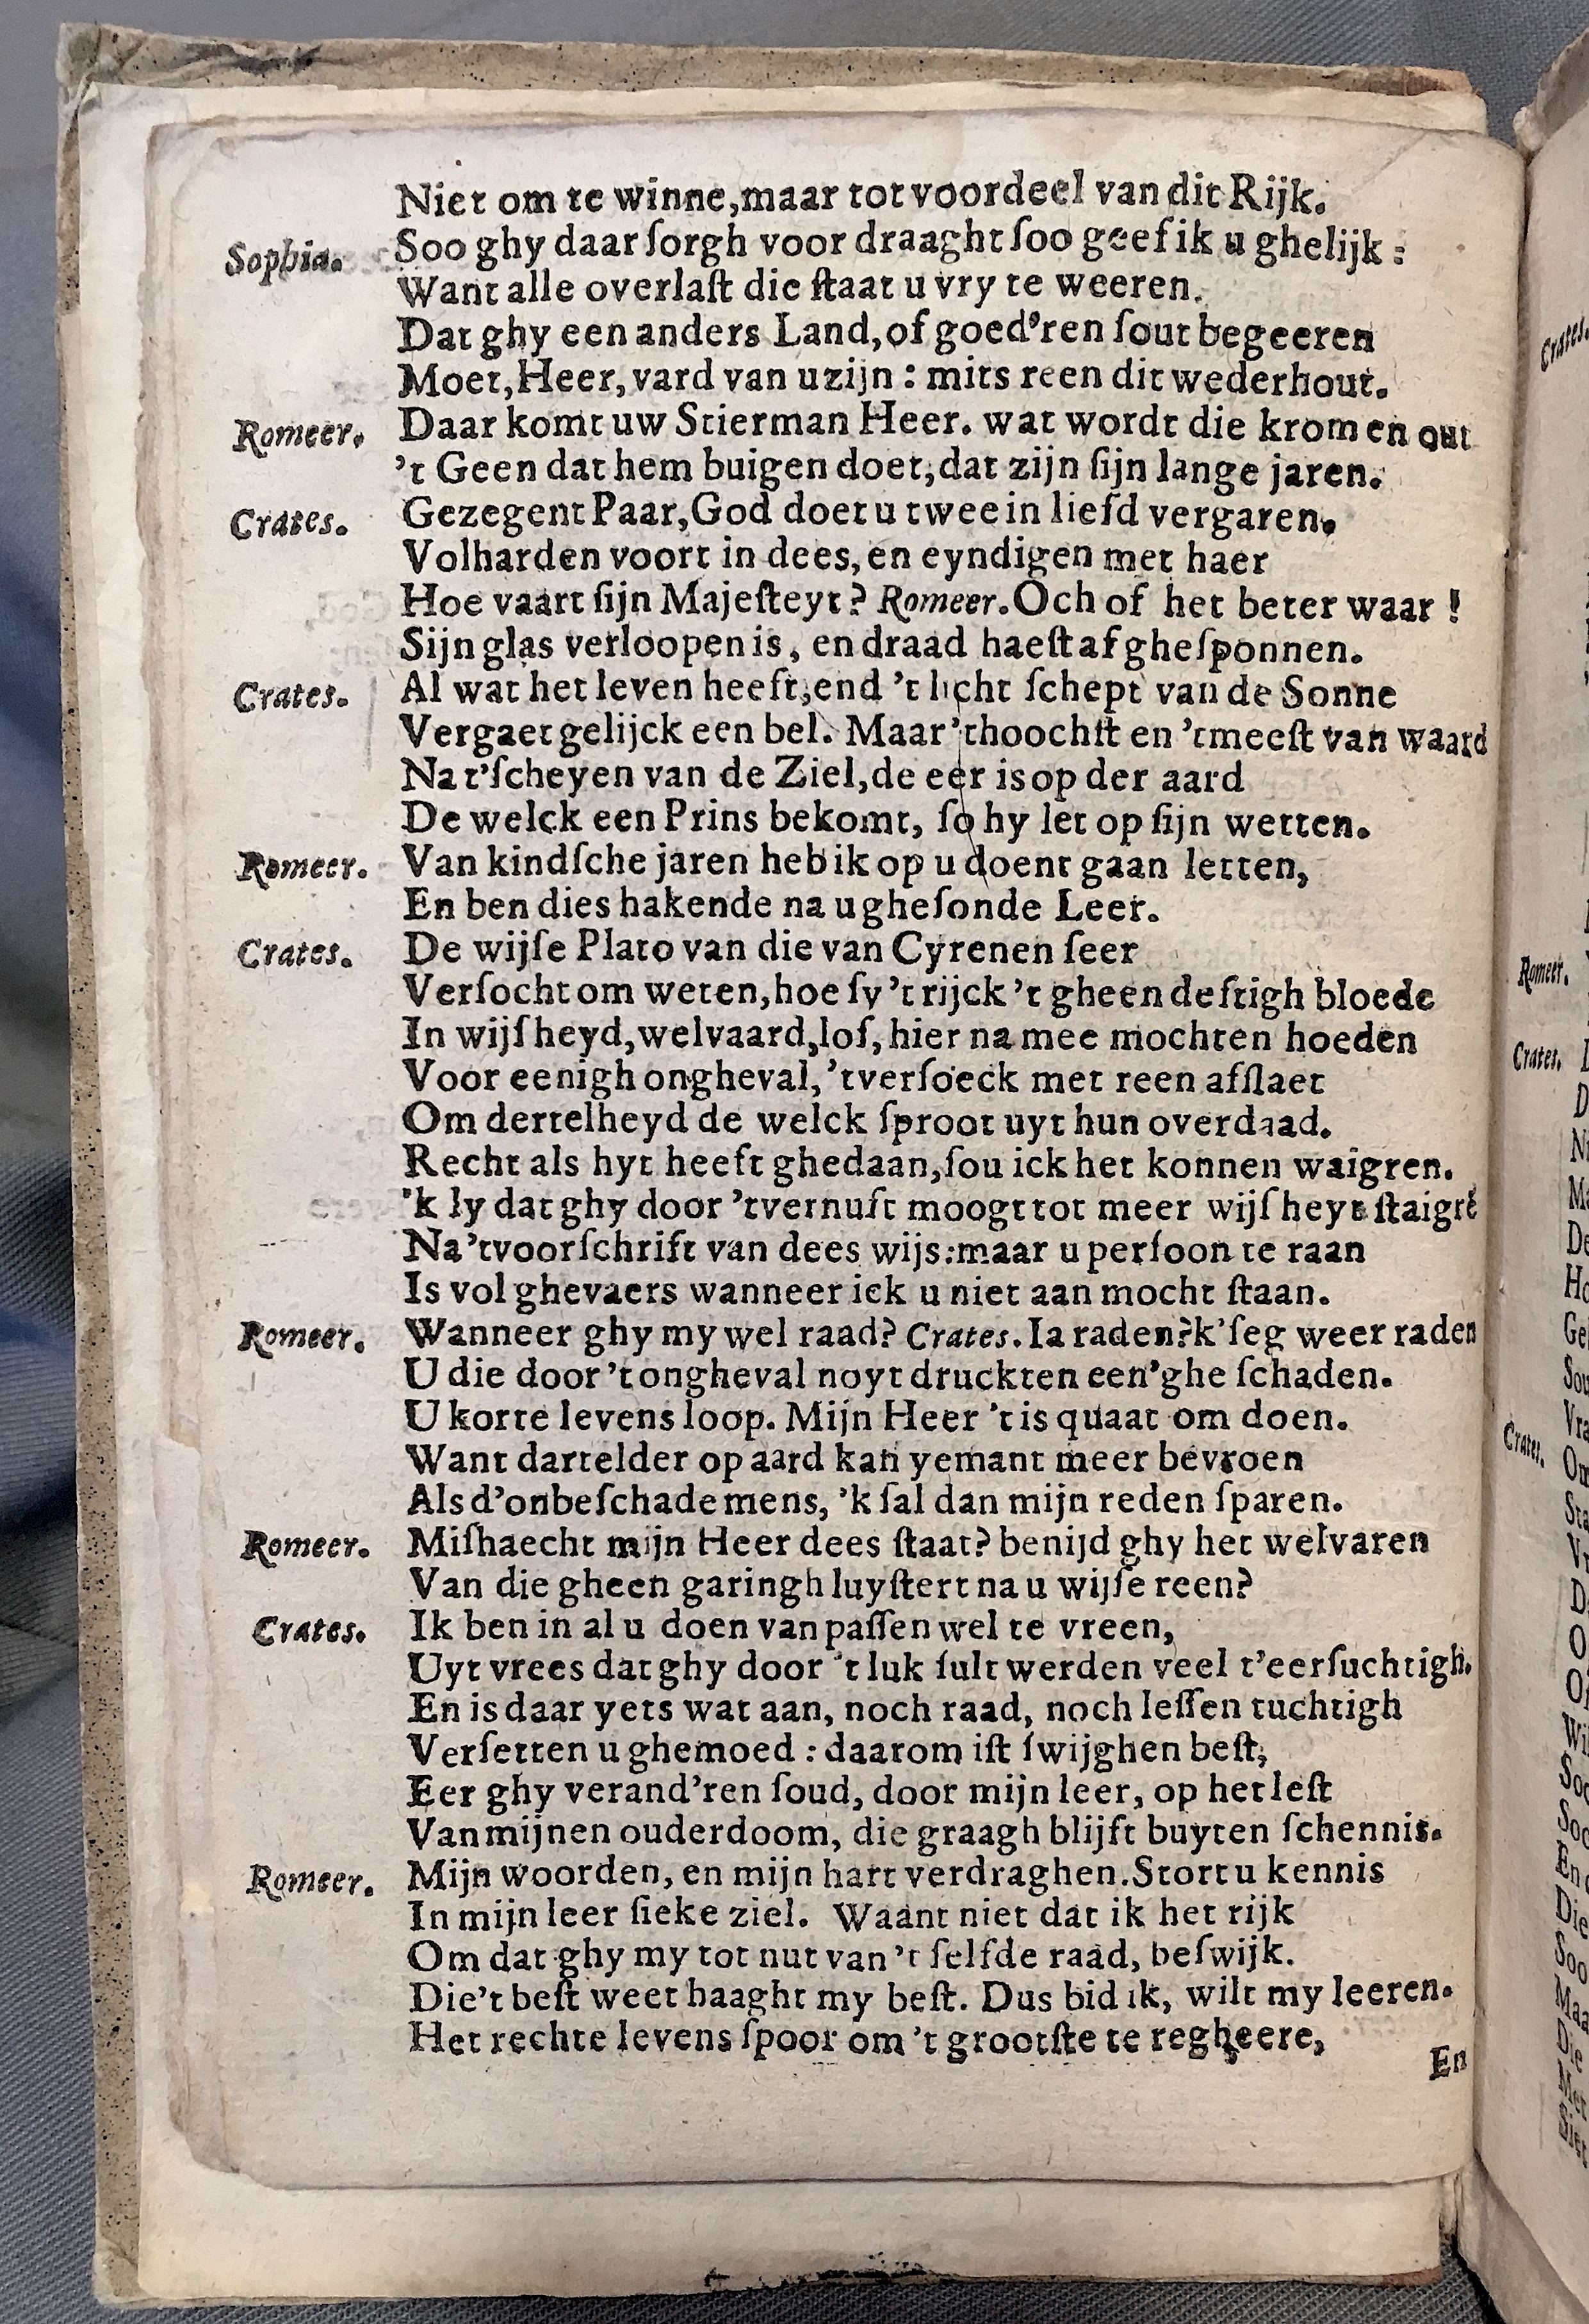 Niet om te winne, maar tot voordeel van dit Rijk.
Sophia. Soo ghy daar ſorgh voor draaght ſoo geef ik u ghelijk:
Want alle overlaſt die ſtaat u vry te weeren.
Dat ghy een anders Land, of goed'ren ſout begeeren
Moet, Heer, vard van u zijn: mits reen dit wederhout.
Romeer. Daar komt uw Stierman Heer. wat wordt die krom en out
't Geen dat hem buigen doet, dat zijn ſijn lange jaren.
Crates. Gezegent Paar, God doet u twee in liefd vergaren.
Volharden voort in dees, en eyndigen met haer
Hoe vaart ſijn Majeſteyt? Romeer. Och of het beter waar!
Sijn glas verloopen is, en draad haeſt af gheſponnen.
Crates. Al wat het leven heeft, end 't licht ſchept van de Sonne
Vergaet gelijck een bel. Maar 't hoochſt en 't meeſt van waard
Na t'ſcheyen van de Ziel, de eer is op der aard
De welck een Prins bekomt, ſo hy let op ſijn wetten.
Romeer. Van kindſche jaren heb ik op u doent gaan letten,
En ben dies hakende na u gheſonde Leer.
Crates. De wijſe Plato van die van Cyrenen ſeer
Verſocht om weten, hoe ſy 't rijck 't gheen deftigh bloede
In wijſheyd, welvaard, lof, hier na mee mochten hoeden
Voor eenigh ongheval, 't verſoeck met reen afſlaet
Om dertelheyd de welck ſproot uyt hun overdaad.
Recht als hyt heeft ghedaan, ſou ick het konnen waigren.
'k ly dat ghy door 't vernuft moogt tot meer wijſheyt ſtaigrē
Na 't voorſchrift van dees wijs: maar u perſoon te raan
Is vol ghevaers wanneer ick u niet aan mocht ſtaan.
Romeer. Wanneer ghy my wel raad? Crates. Ia raden? k'ſeg weer raden
U die door 't ongheval noyt druckten een'ghe ſchaden.
U korte levens loop. Mijn Heer 't is quaat om doen.
Want dartelder op aard kan yemant meer bevroen
Als d'onbeſchade mens, 'k ſal dan mijn reden ſparen.
Romeer. Miſhaecht mijn Heer dees ſtaat? benijd ghy het welvaren
Van die gheen garingh luyſtert na u wijſe reen?
Crates. Ik ben in al u doen van paſſen wel te vreen,
Uyt vrees dat ghy door 't luk ſult werden veel t'eerſuchtigh.
En is daar yets wat aan, noch raad, noch leſſen tuchtigh
Verſetten u ghemoed: daarom iſt ſwijghen beſt,
Eer ghy verand'ren ſoud, door mijn leer, op het leſt
Van mijnen ouderdoom, die graagh blijft buyten ſchennis.
Romeer. Mijn woorden, en mijn hart verdraghen. Stort u kennis
In mijn leer ſieke ziel. Waant niet dat ik het rijk
Om dat ghy my tot nut van 't ſelfde raad, beſwijk.
Die't beſt weet baaght my beſt. Dus bid ik, wilt my leeren.
Het rechte levens ſpoor om 't grootſte te regheere,
En